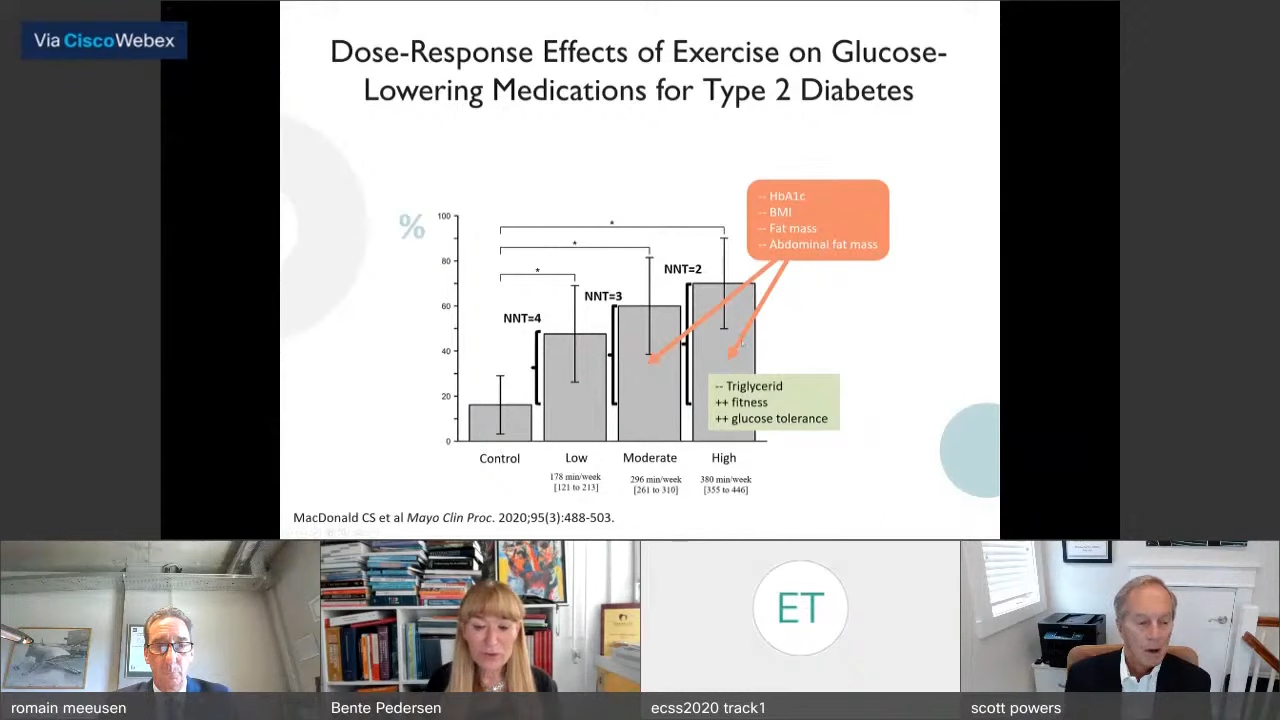 Via Cisco Webex
Dose-Response Effects of Exercise on Glucose-
Lowering Medications for Type 2 Diabetes
-- HbA1c
-- BMI
-- Fat mass
-- Abdominal fat mass
%
100
80
60
40
20
0
*
*
*
NNT=2
NNT=3
NNT=4
-- Triglycerid
++ fitness
++ glucose tolerance
Control
Low
Moderate
High
178 min/week
[121 to 213]
296 min/week
[261 to 310]
380 min/week
[355 to 446]
MacDonald CS et al Mayo Clin Proc. 2020;95(3):488-503.
ET
romain meeusen
Bente Pedersen
ecss2020 track1
scott powers